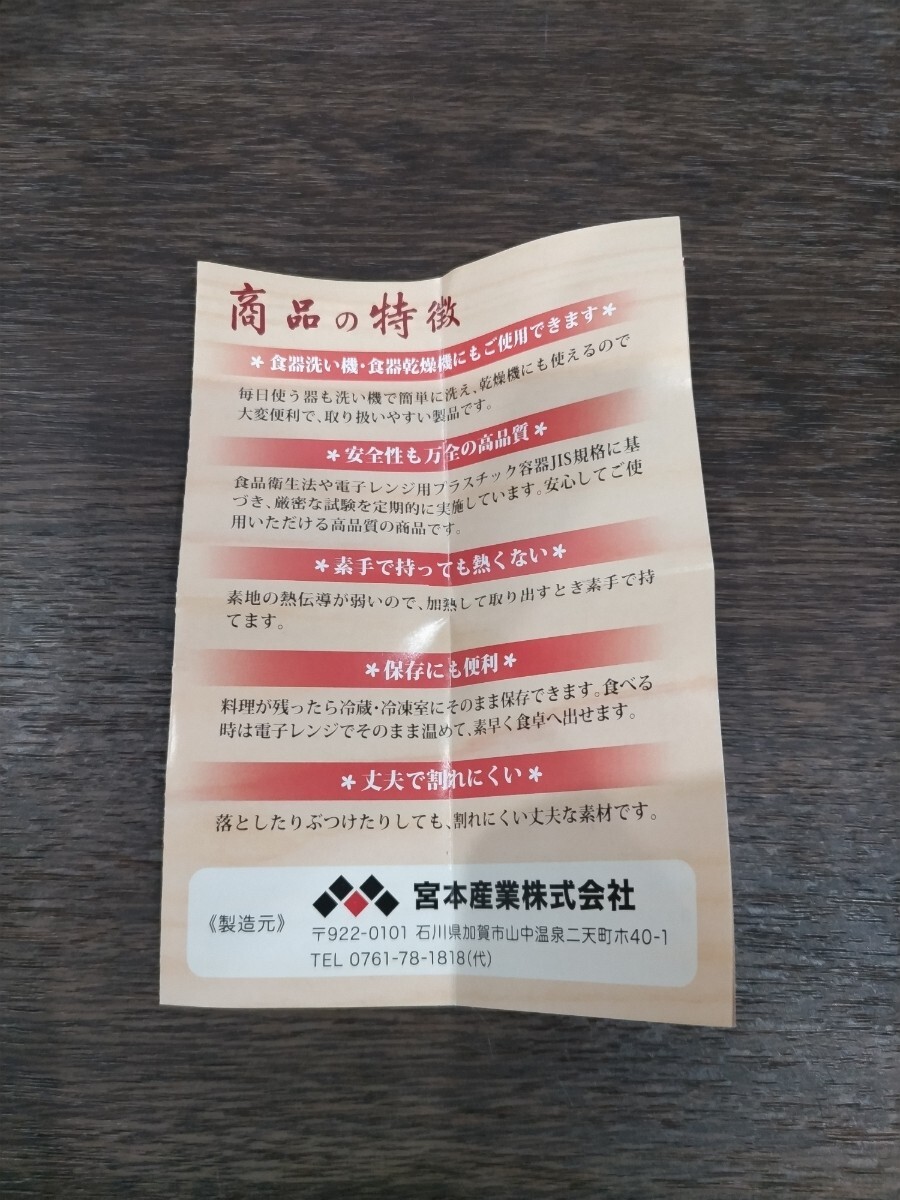 商品の特徴
＊食器洗い機・食器乾燥機にもご使用できます＊
毎日使う器も洗い機で簡単に洗え、乾燥機にも使えるので
大変便利で、取り扱いやすい製品です。
＊安全性も万全の高品質＊
食品衛生法や電子レンジ用プラスチック容器JIS規格に基
づき、厳密な試験を定期的に実施しています。安心してご使
用いただける高品質の商品です。
＊素手で持っても熱くない＊
素地の熱伝導が弱いので、加熱して取り出すとき素手で持
てます。
＊保存にも便利＊
料理が残ったら冷蔵・冷凍室にそのまま保存できます。食べる
時は電子レンジでそのまま温めて、素早く食卓へ出せます。
＊丈夫で割れにくい＊
落としたりぶつけたりしても、割れにくい丈夫な素材です。
《製造元》
宮本産業株式会社
〒922-0101 石川県加賀市山中温泉二天町ホ40-1
TEL 0761-78-1818(代)